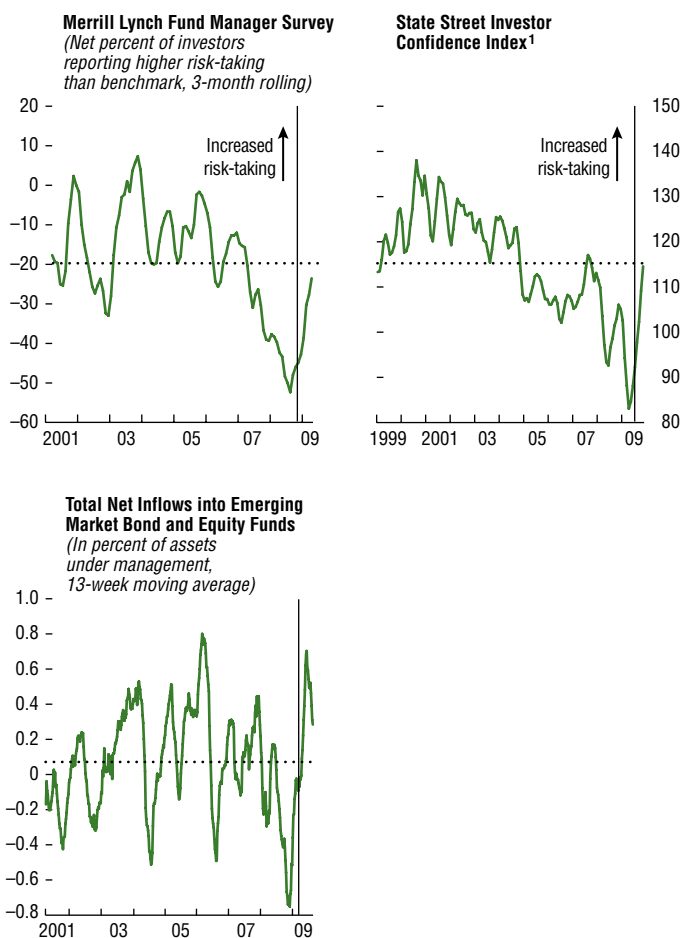 Merrill Lynch Fund Manager Survey
(Net percent of investors
reporting higher risk-taking
than benchmark, 3-month rolling)
20
10
0
–10
–20
–30
–40
–50
–60
Increased
risk-taking
2001 03 05 07 09
State Street Investor
Confidence Index1
150
140
130
120
110
100
90
80
Increased
risk-taking
1999 2001 03 05 07 09
Total Net Inflows into Emerging
Market Bond and Equity Funds
(In percent of assets
under management,
13-week moving average)
1.0
0.8
0.6
0.4
0.2
0
–0.2
–0.4
–0.6
–0.8
2001 03 05 07 09